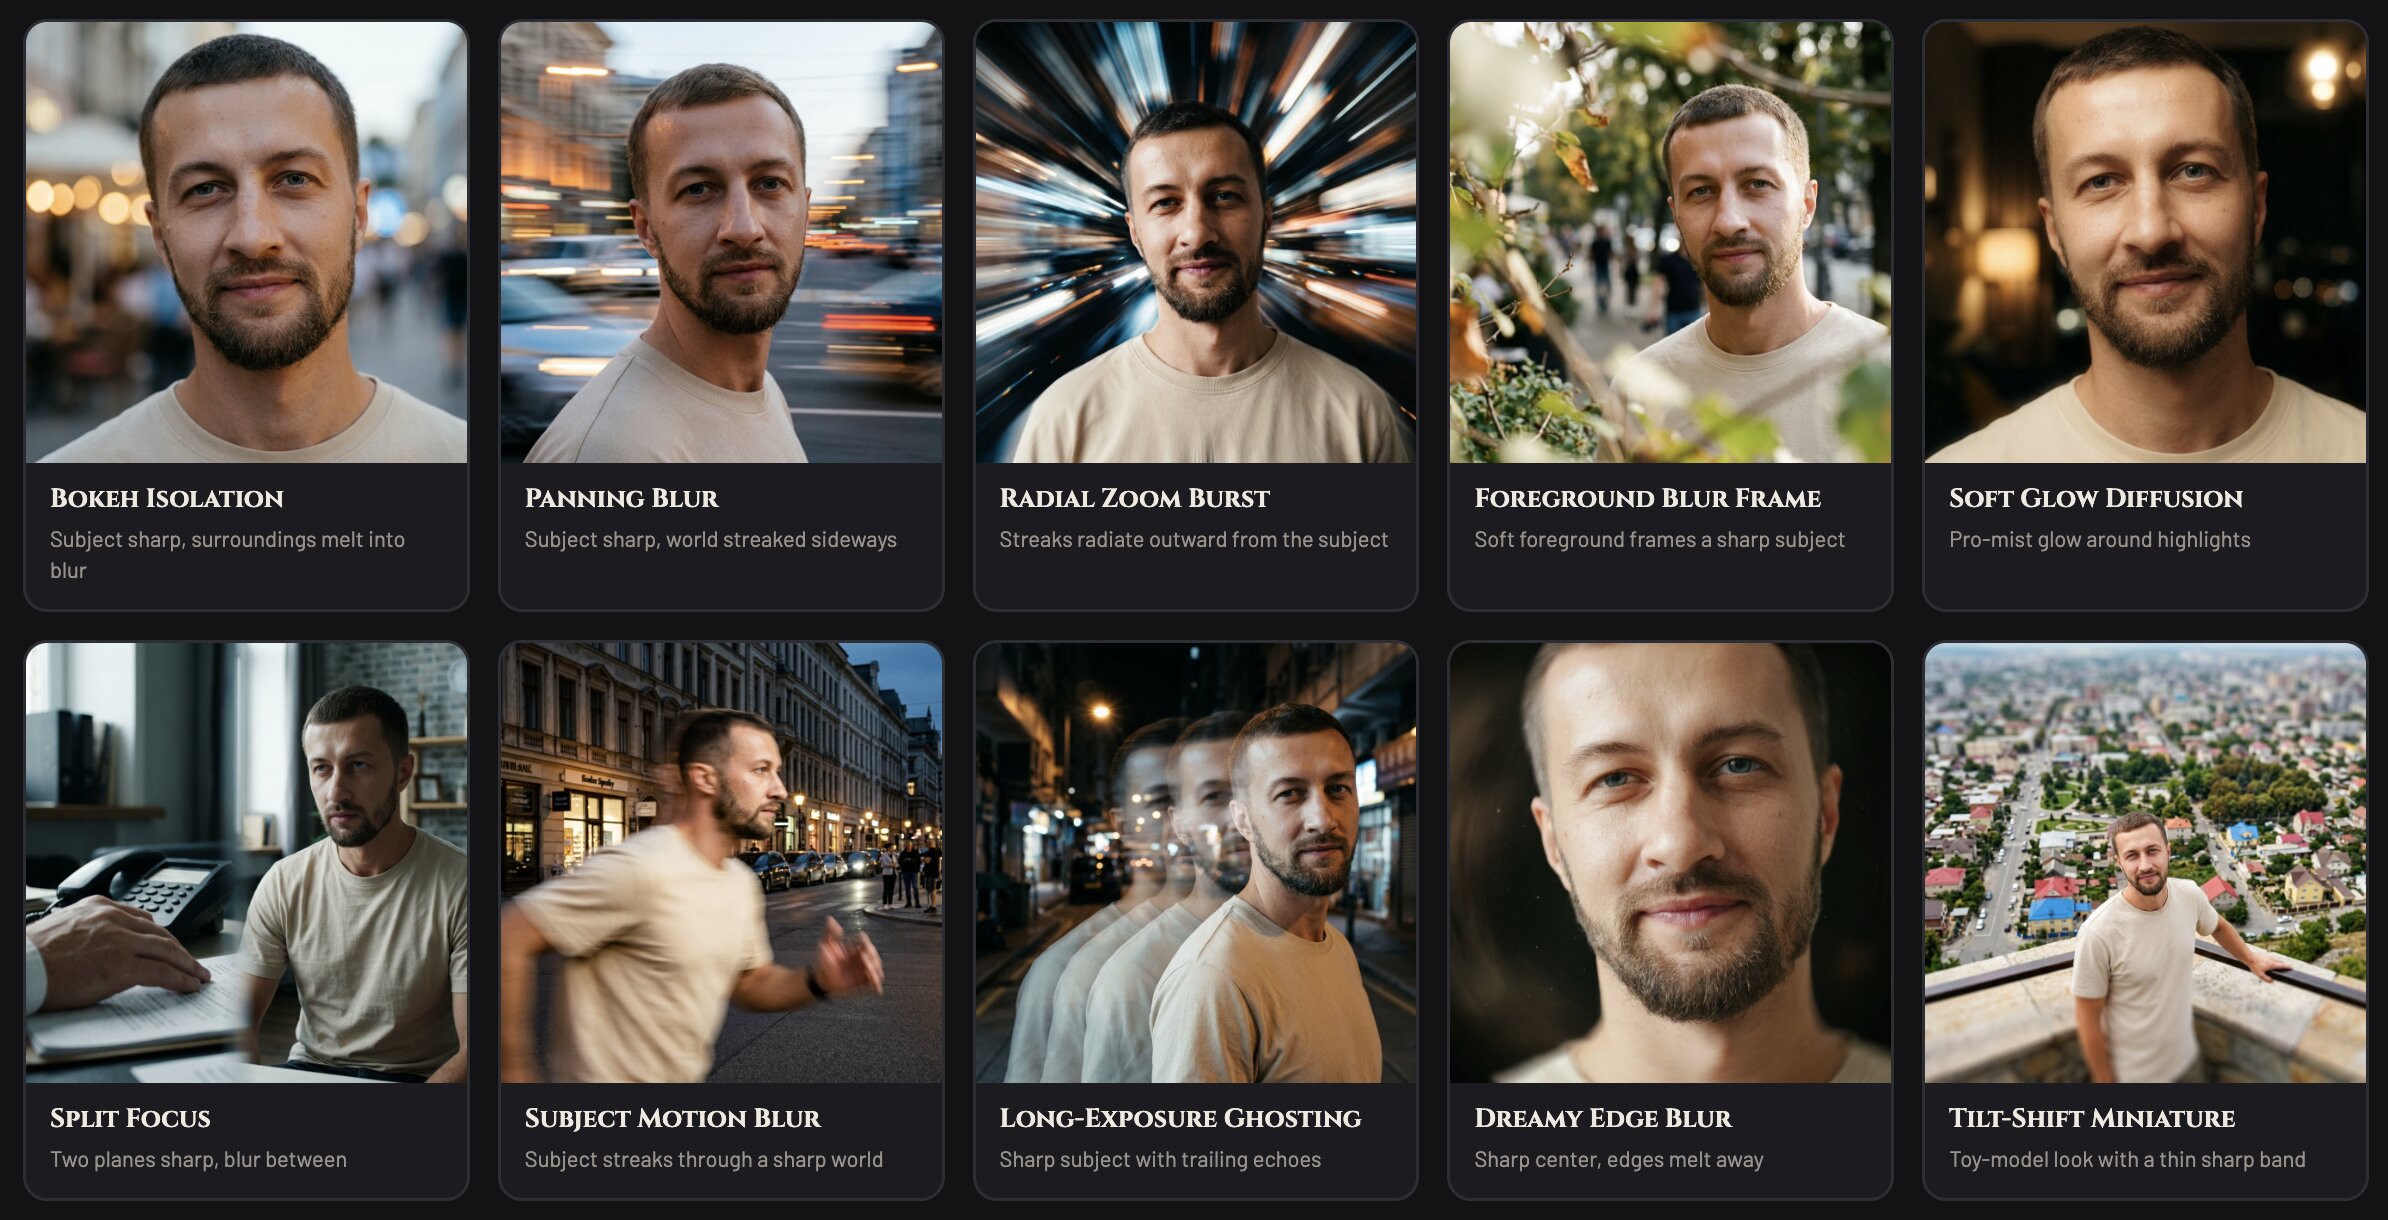 Bokeh Isolation
Subject sharp, surroundings melt into
blur
Panning Blur
Subject sharp, world streaked sideways
Radial Zoom Burst
Streaks radiate outward from the subject
Foreground Blur Frame
Soft foreground frames a sharp subject
Soft Glow Diffusion
Pro-mist glow around highlights
Split Focus
Two planes sharp, blur between
Subject Motion Blur
Subject streaks through a sharp world
Long-Exposure Ghosting
Sharp subject with trailing echoes
Dreamy Edge Blur
Sharp center, edges melt away
Tilt-Shift Miniature
Toy-model look with a thin sharp band